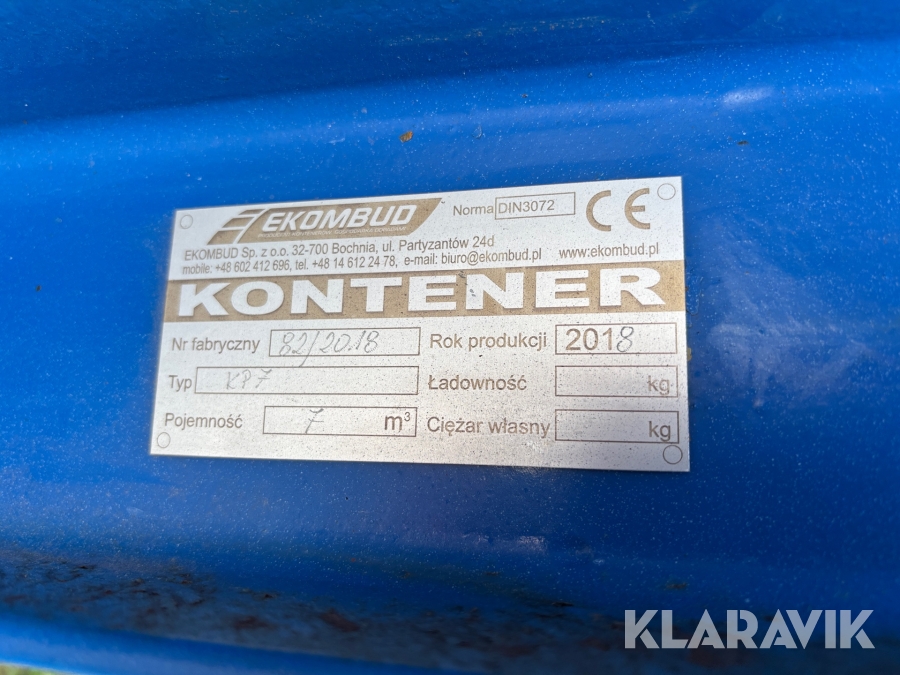 EKOMBUD
Norma DIN3072 CE
EKOMBUD Sp. z o.o. 32-700 Bochnia, ul. Partyzantów 24d
mobile: +48 602 412 696, tel. +48 14 612 24 78, e-mail: biuro@ekombud.pl www.ekombud.pl
KONTENER
Nr fabryczny 82/2018 Rok produkcji 2018
Typ KP7 Ładowność kg
Pojemność 7 m³ Ciężar własny kg
KLARAVIK